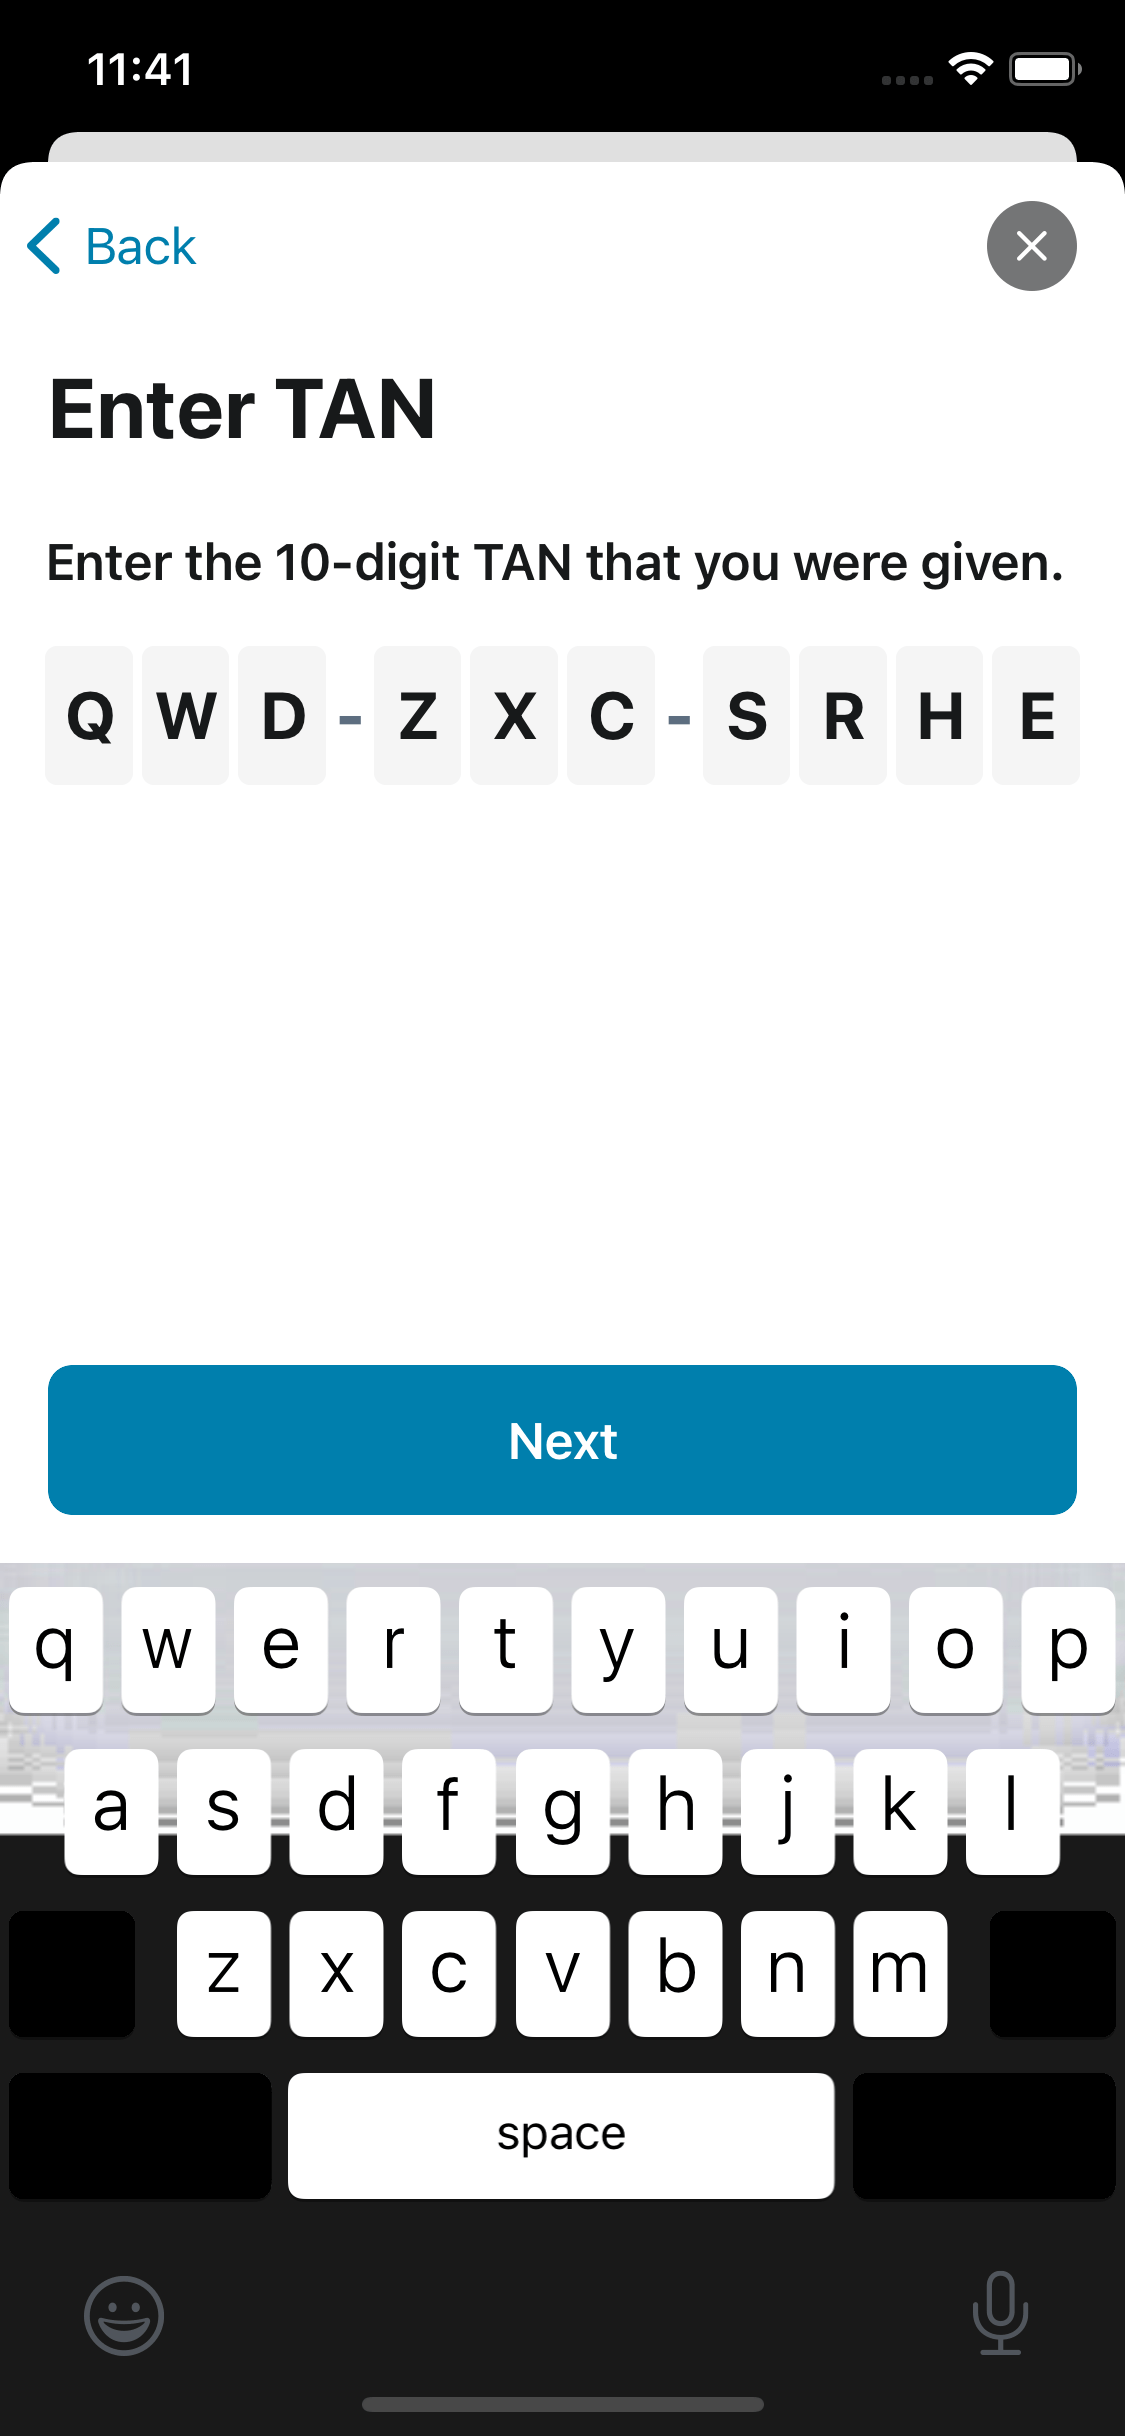 11:41
Back
Enter TAN
Enter the 10-digit TAN that you were given.
Q W D - Z X C - S R H E
Next
q w e r t y u i o p
a s d f g h j k l
z x c v b n m
space